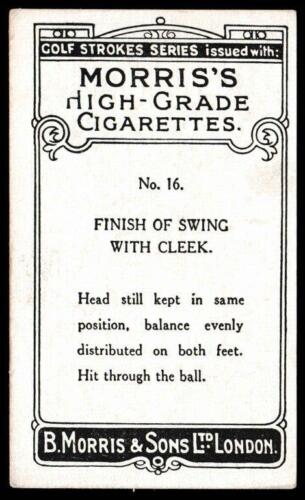 GOLF STROKES SERIES issued with:
MORRIS'S
HIGH-GRADE
CIGARETTES.
No. 16.
FINISH OF SWING
WITH CLEEK.
Head still kept in same
position, balance evenly
distributed on both feet.
Hit through the ball.
B. MORRIS & SONS LTD. LONDON.